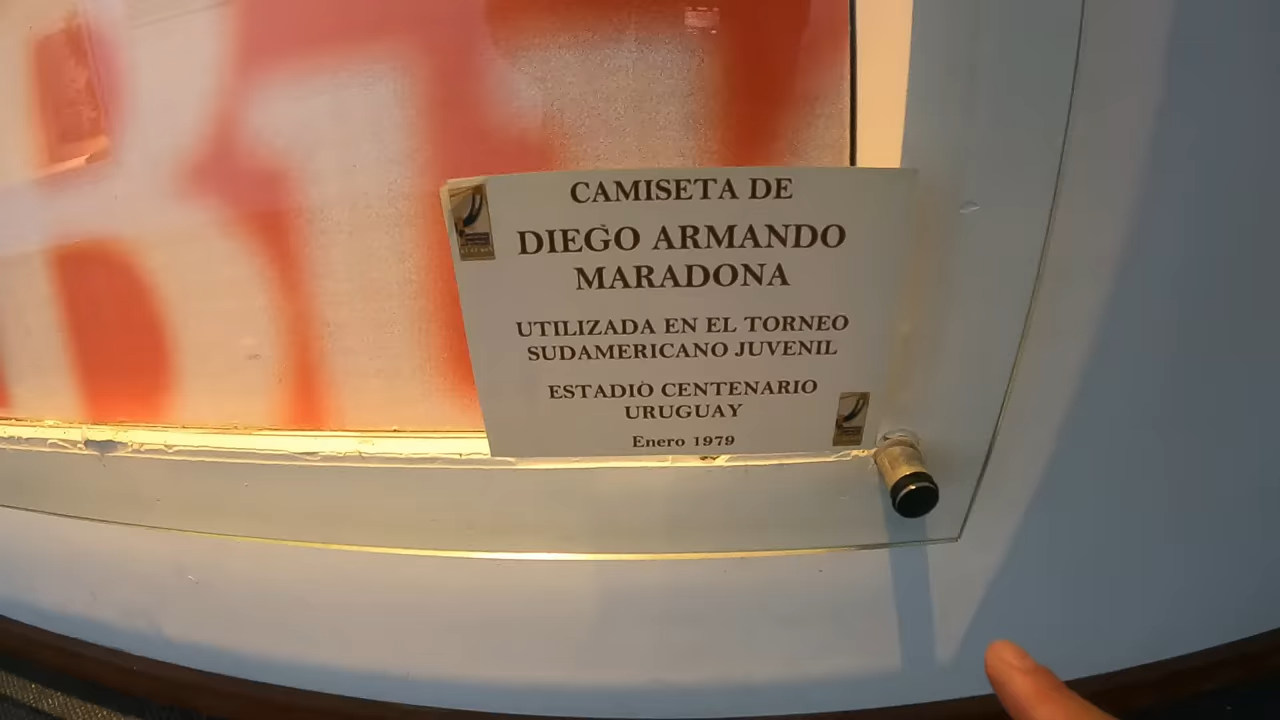 CAMISETA DE
DIEGO ARMANDO
MARADONA
UTILIZADA EN EL TORNEO
SUDAMERICANO JUVENIL
ESTADIO CENTENARIO
URUGUAY
Enero 1979